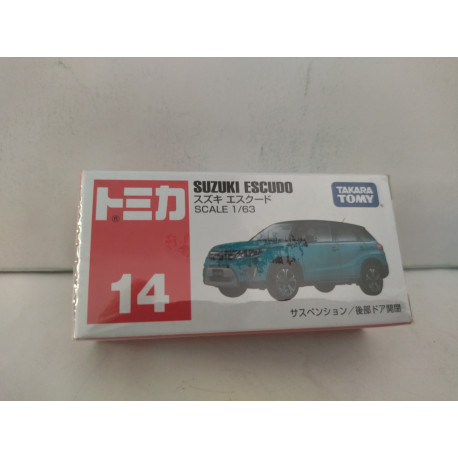 トミカ
®
14
SUZUKI ESCUDO
スズキ エスクード
SCALE 1/63
TAKARA
TOMY
サスペンション/後部ドア開閉